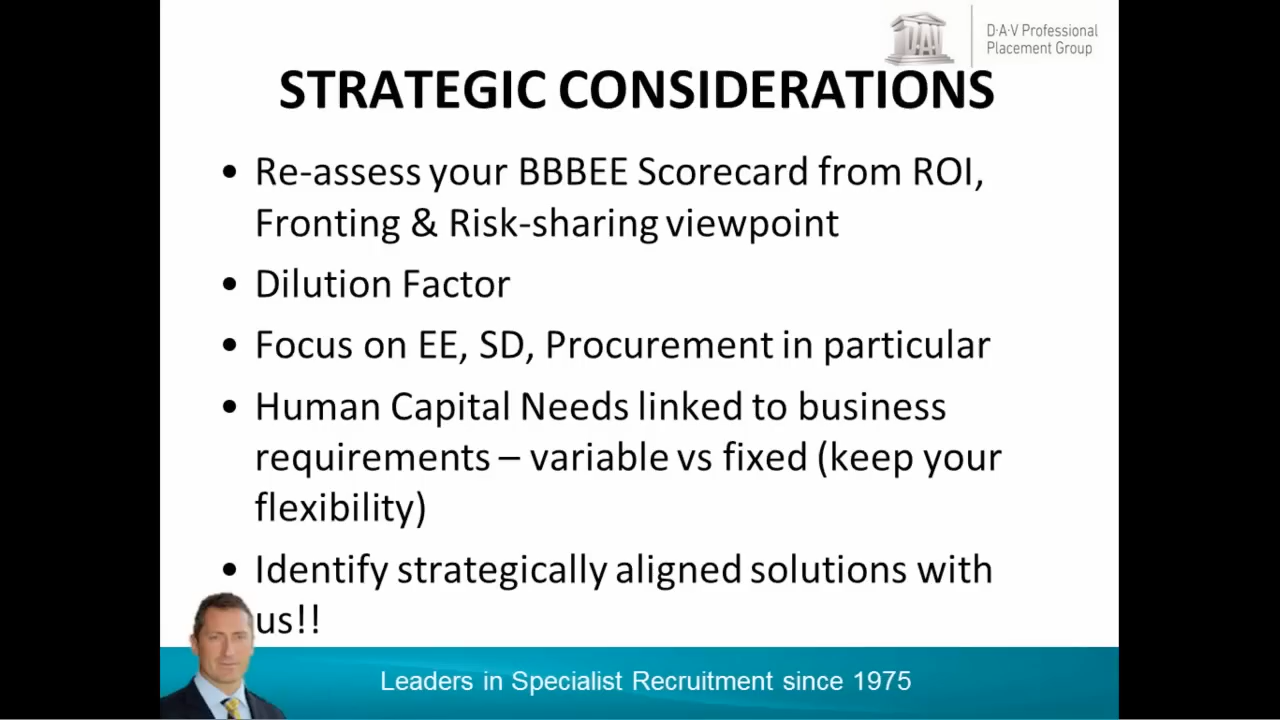 D·A·V Professional
Placement Group
STRATEGIC CONSIDERATIONS
• Re-assess your BBBEE Scorecard from ROI,
Fronting & Risk-sharing viewpoint
• Dilution Factor
• Focus on EE, SD, Procurement in particular
• Human Capital Needs linked to business
requirements – variable vs fixed (keep your
flexibility)
• Identify strategically aligned solutions with
us!!
Leaders in Specialist Recruitment since 1975